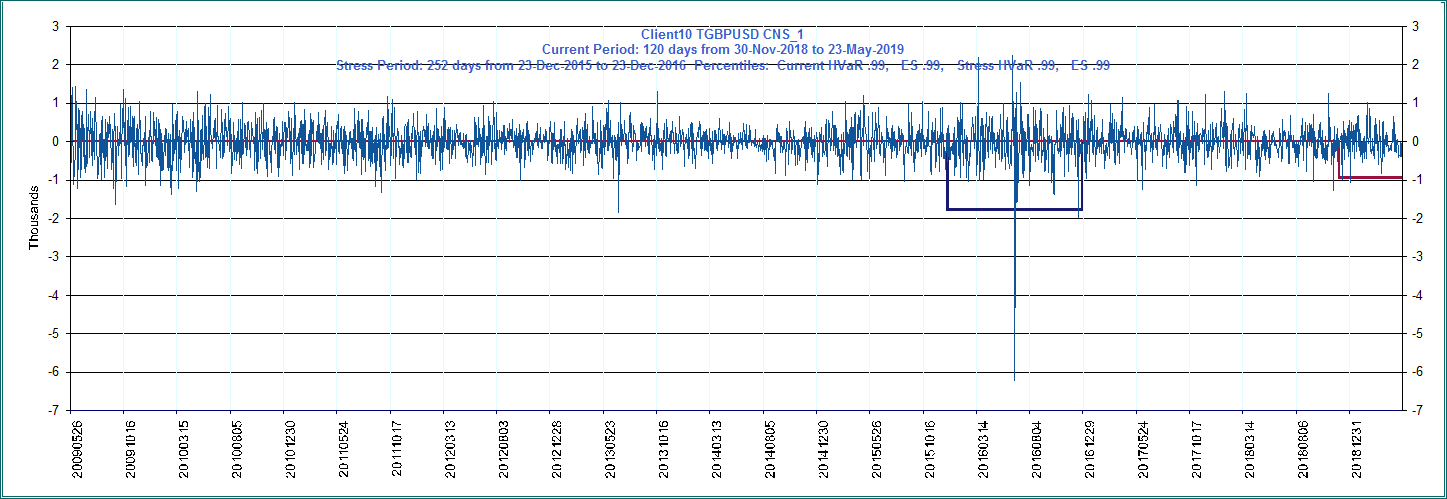 Client10 TGBPUSD CNS_1
Current Period: 120 days from 30-Nov-2018 to 23-May-2019
Stress Period: 252 days from 23-Dec-2015 to 23-Dec-2016 Percentiles: Current HVaR .99, ES .99, Stress HVaR .99, ES .99
3 3
2 2
1 1
0 0
-1 -1
-2 -2
-3 -3
-4 -4
-5 -5
-6 -6
-7 -7
Thousands
20090526 20091016 20100315 20100805 20101230 20110524 20111017 20120313 20120803 20121228 20130523 20131016 20140313 20140805 20141230 20150526 20151016 20160314 20160804 20161229 20170524 20171017 20180314 20180806 20181231